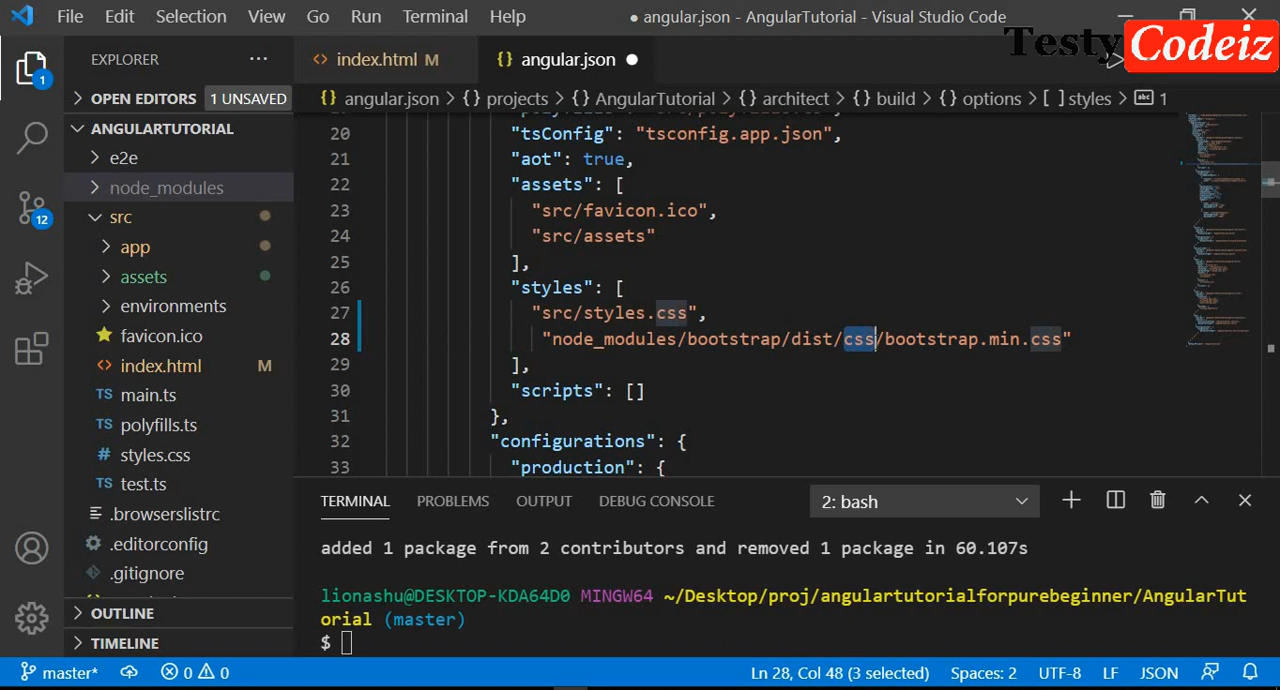 File Edit Selection View Go Run Terminal Help
● angular.json - AngularTutorial - Visual Studio Code
Testy Codeiz
EXPLORER ···
<> index.html M
{} angular.json ●
OPEN EDITORS 1 UNSAVED
{} angular.json > {} projects > {} AngularTutorial > {} architect > {} build > {} options > [ ] styles > abc 1
ANGULARTUTORIAL
e2e
node_modules
src
app
assets
environments
favicon.ico
<> index.html M
TS main.ts
TS polyfills.ts
# styles.css
TS test.ts
.browserslistrc
.editorconfig
.gitignore
OUTLINE
TIMELINE
1
12
20 "tsConfig": "tsconfig.app.json",
21 "aot": true,
22 "assets": [
23 "src/favicon.ico",
24 "src/assets"
25 ],
26 "styles": [
27 "src/styles.css",
28 "node_modules/bootstrap/dist/css/bootstrap.min.css"
29 ],
30 "scripts": []
31 },
32 "configurations": {
33 "production": {
TERMINAL PROBLEMS OUTPUT DEBUG CONSOLE 2: bash
added 1 package from 2 contributors and removed 1 package in 60.107s
lionashu@DESKTOP-KDA64D0 MINGW64 ~/Desktop/proj/angulartutorialforpurebeginner/AngularTut
orial (master)
$
master* 0 0 Ln 28, Col 48 (3 selected) Spaces: 2 UTF-8 LF JSON